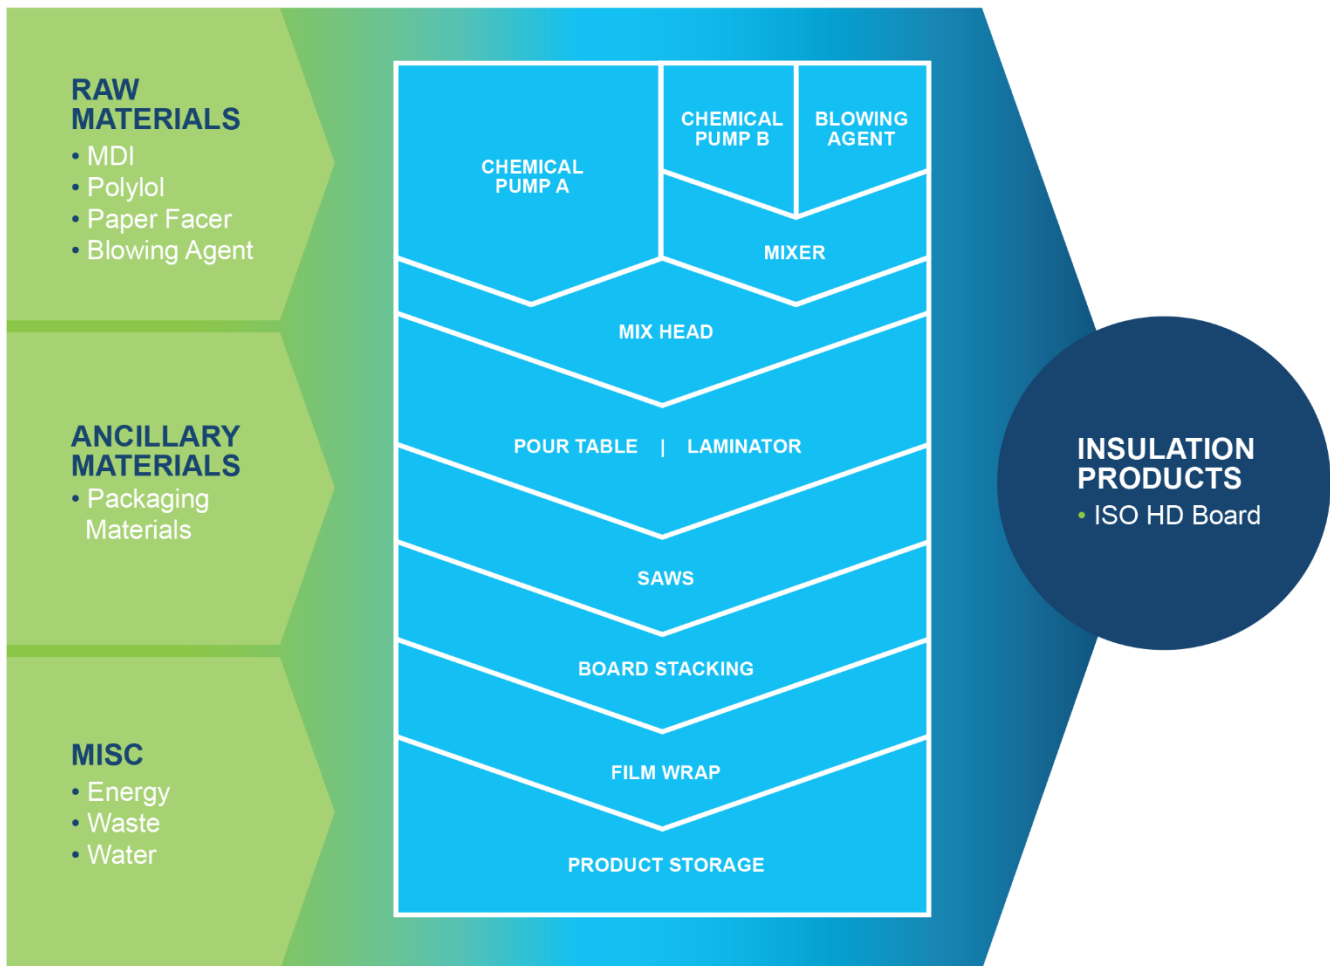 RAW
MATERIALS
• MDI
• Polylol
• Paper Facer
• Blowing Agent
ANCILLARY
MATERIALS
• Packaging
Materials
MISC
• Energy
• Waste
• Water
CHEMICAL
PUMP A
CHEMICAL
PUMP B
BLOWING
AGENT
MIXER
MIX HEAD
POUR TABLE | LAMINATOR
SAWS
BOARD STACKING
FILM WRAP
PRODUCT STORAGE
INSULATION
PRODUCTS
• ISO HD Board